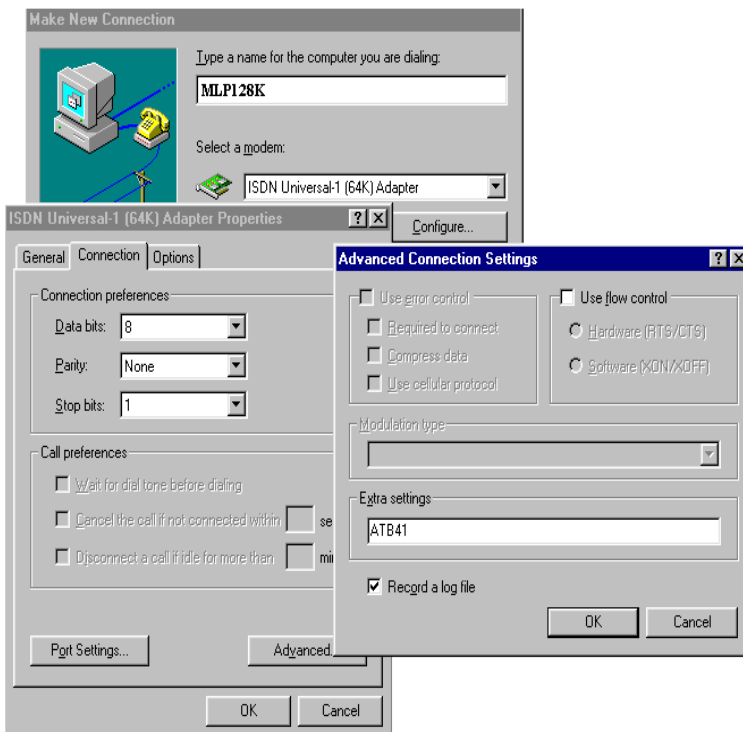 Make New Connection
Type a name for the computer you are dialing:
MLP128K
Select a modem:
ISDN Universal-1 (64K) Adapter
Configure...
ISDN Universal-1 (64K) Adapter Properties
General Connection Options
Connection preferences
Data bits: 8
Parity: None
Stop bits: 1
Call preferences
Wait for dial tone before dialing
Cancel the call if not connected within se
Disconnect a call if idle for more than min
Port Settings...
Advanced...
OK Cancel
Advanced Connection Settings
Use error control
Required to connect
Compress data
Use cellular protocol
Use flow control
Hardware (RTS/CTS)
Software (XON/XOFF)
Modulation type
Extra settings
ATB41
Record a log file
OK Cancel